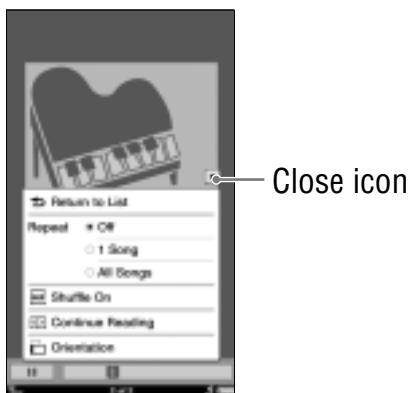 Close icon
Return to List
Repeat Off
1 Song
All Songs
Shuffle On
Continue Reading
Orientation